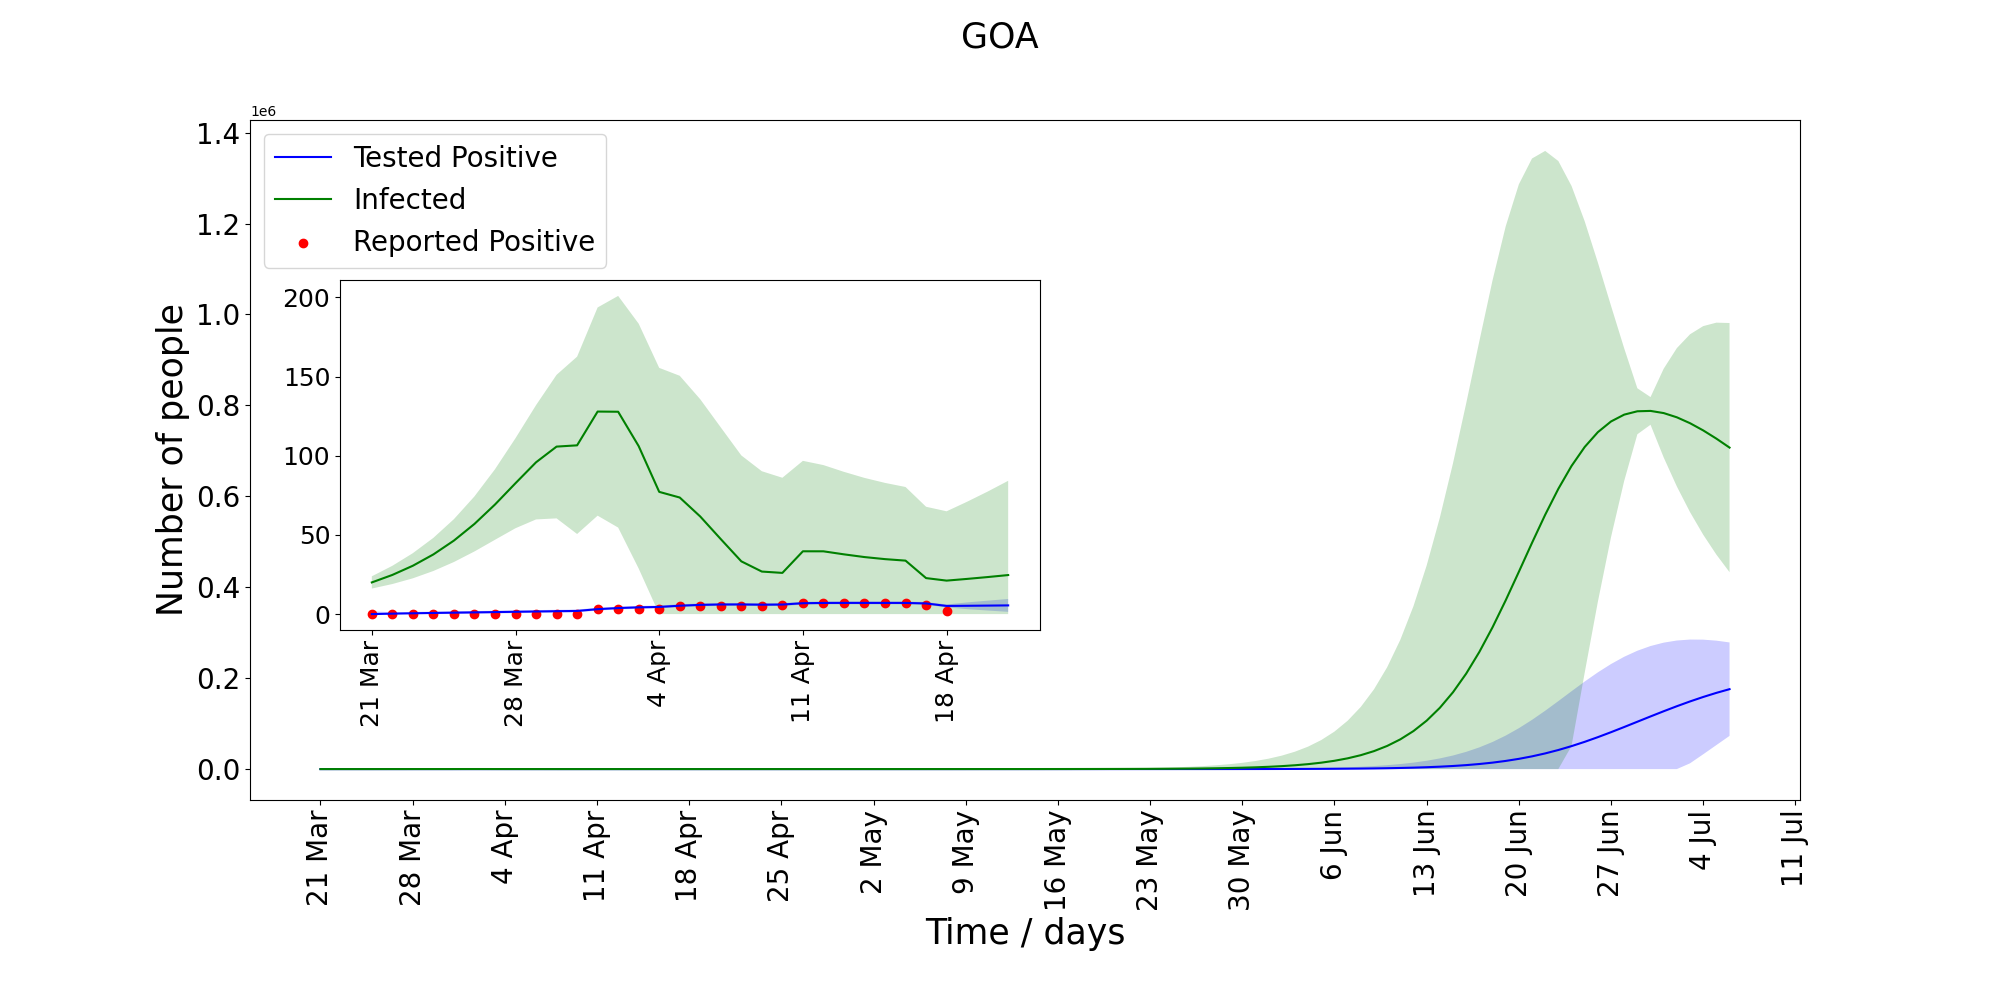 GOA
1e6
1.4
1.2
1.0
0.8
0.6
0.4
0.2
0.0
Number of people
Tested Positive
Infected
Reported Positive
200
150
100
50
0
21 Mar
28 Mar
4 Apr
11 Apr
18 Apr
21 Mar
28 Mar
4 Apr
11 Apr
18 Apr
25 Apr
2 May
9 May
16 May
23 May
30 May
6 Jun
13 Jun
20 Jun
27 Jun
4 Jul
11 Jul
Time / days